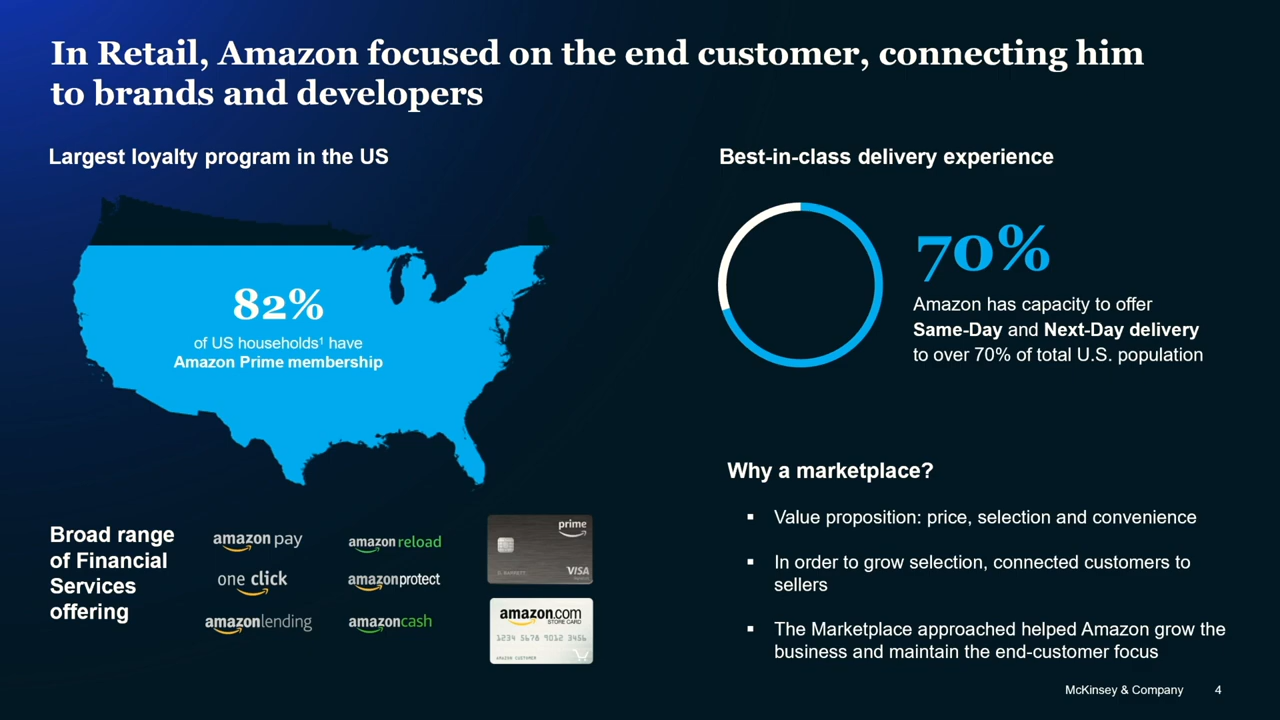 In Retail, Amazon focused on the end customer, connecting him
to brands and developers
Largest loyalty program in the US
82%
of US households¹ have
Amazon Prime membership
Best-in-class delivery experience
70%
Amazon has capacity to offer
Same-Day and Next-Day delivery
to over 70% of total U.S. population
Broad range
of Financial
Services
offering
amazon pay
one click
amazonlending
amazon reload
amazonprotect
amazoncash
prime
VISA
amazon.com
STORE CARD
1234 5678 9012 3456
AMAZON CUSTOMER
Why a marketplace?
▪ Value proposition: price, selection and convenience
▪ In order to grow selection, connected customers to
sellers
▪ The Marketplace approached helped Amazon grow the
business and maintain the end-customer focus
McKinsey & Company 4